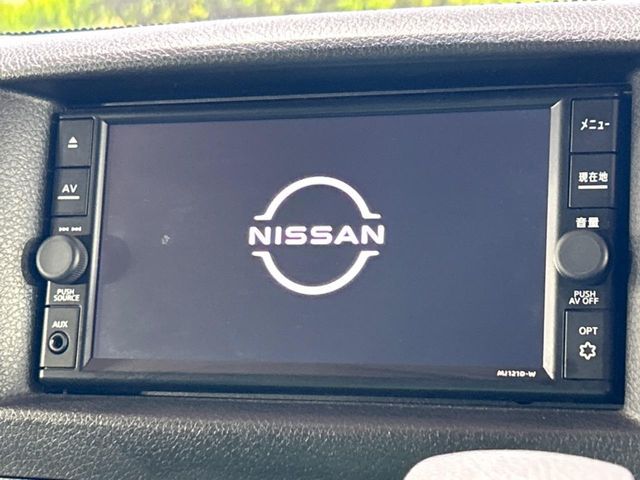 AV
PUSH
SOURCE
AUX
NISSAN
メニュー
現在地
音量
PUSH
AV OFF
OPT
MJ121D-W